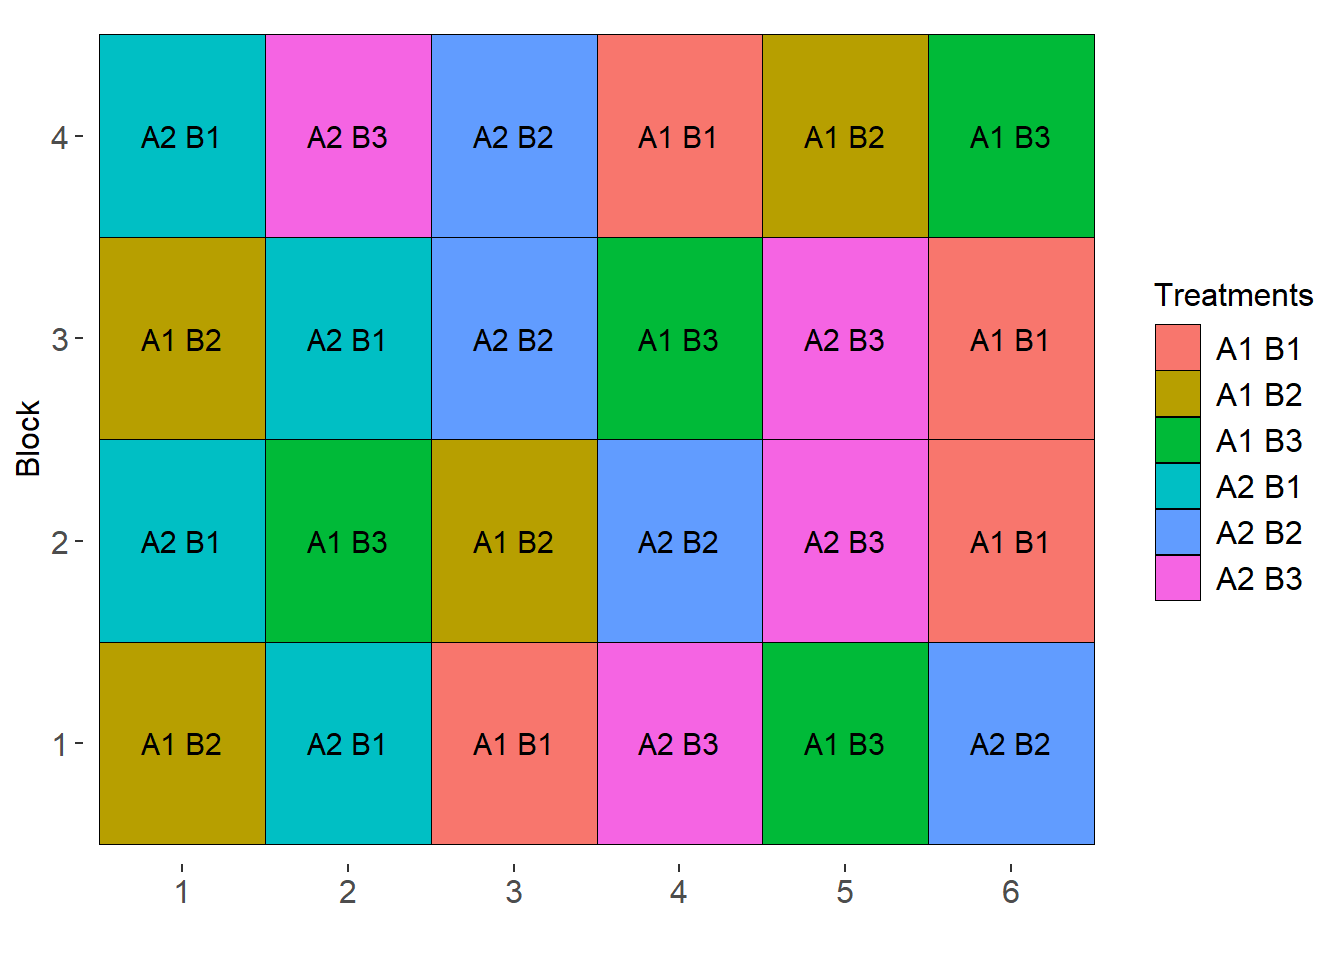 4
A2 B1 A2 B3 A2 B2 A1 B1 A1 B2 A1 B3
3
A1 B2 A2 B1 A2 B2 A1 B3 A2 B3 A1 B1
Block
2
A2 B1 A1 B3 A1 B2 A2 B2 A2 B3 A1 B1
1
A1 B2 A2 B1 A1 B1 A2 B3 A1 B3 A2 B2
1 2 3 4 5 6
Treatments
A1 B1
A1 B2
A1 B3
A2 B1
A2 B2
A2 B3